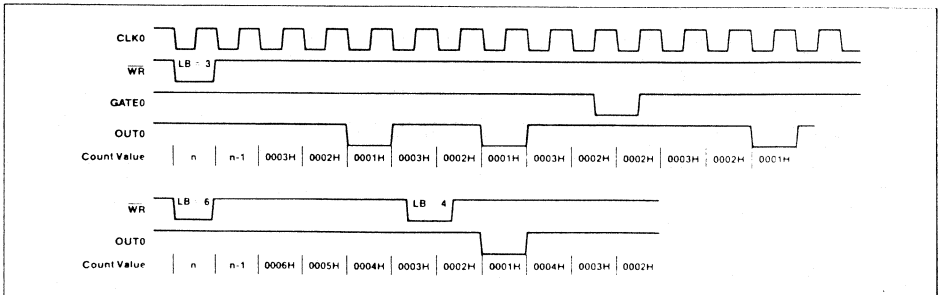 CLK0
WR
LB - 3
GATE0
OUT0
Count Value n n-1 0003H 0002H 0001H 0003H 0002H 0001H 0003H 0002H 0002H 0003H 0002H 0001H
WR
LB 6 LB 4
OUT0
Count Value n n-1 0006H 0005H 0004H 0003H 0002H 0001H 0004H 0003H 0002H